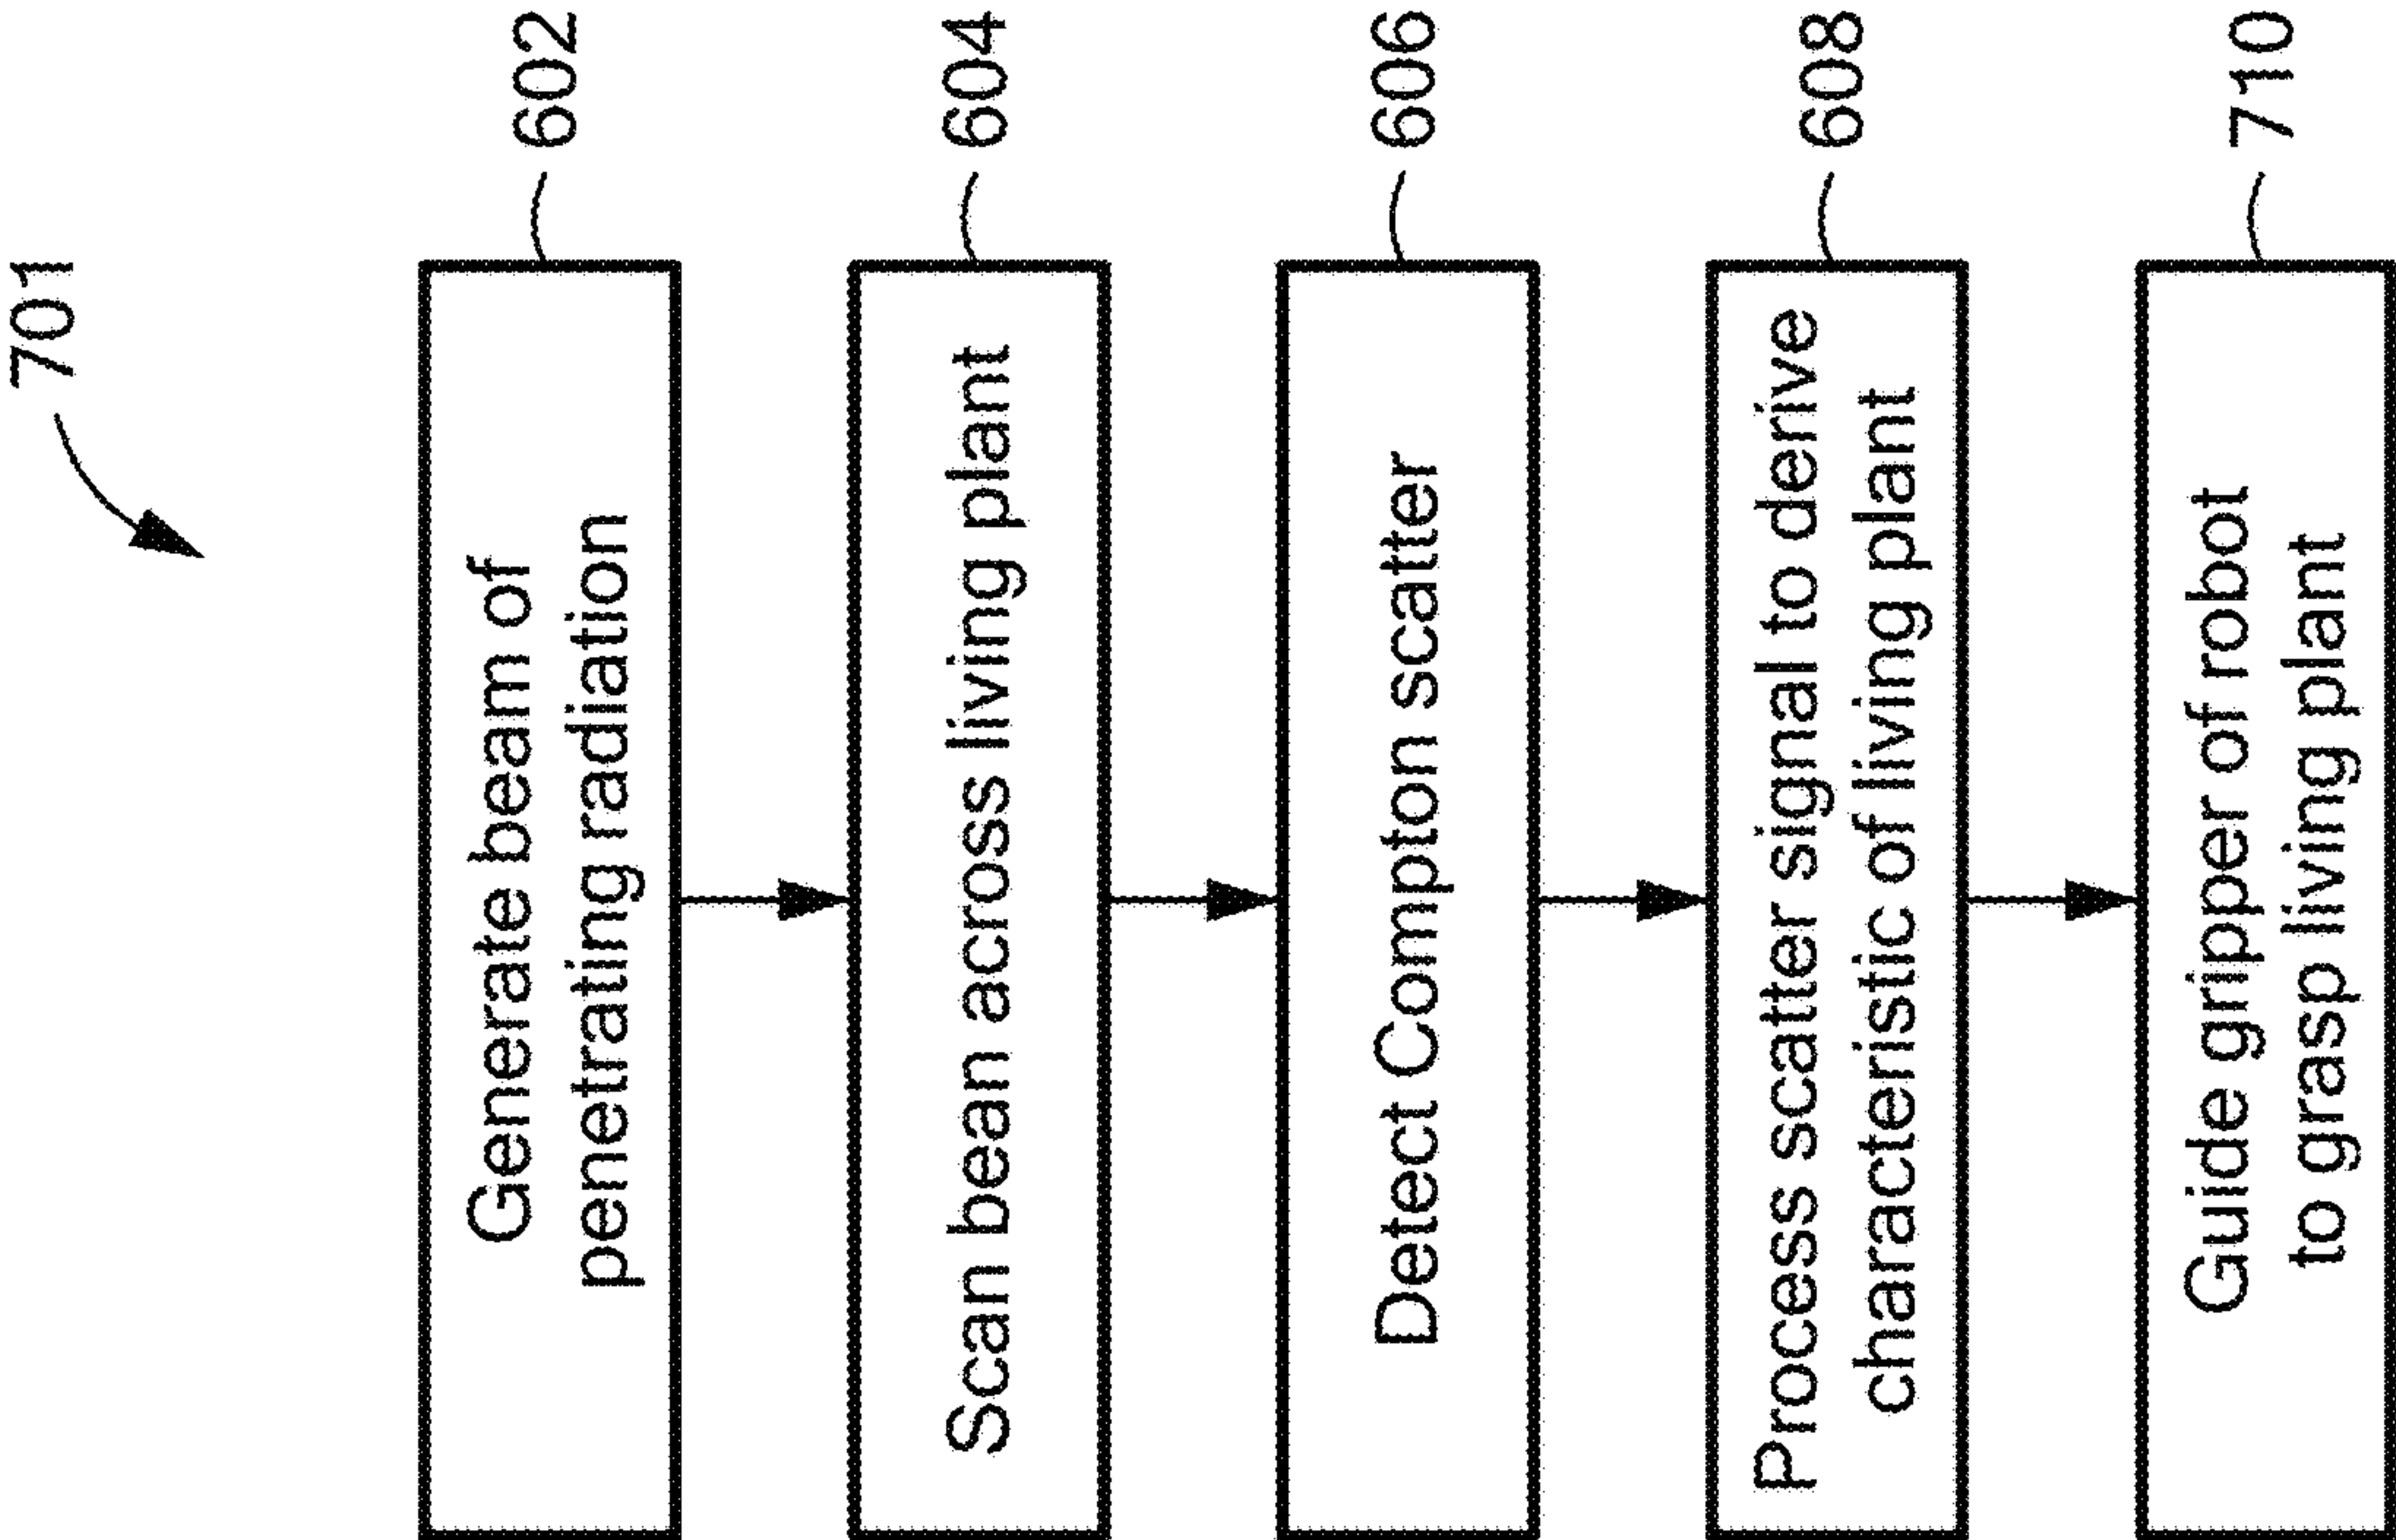 701
Generate beam of
penetrating radiation
602
Scan bean across living plant
604
Detect Compton scatter
606
Process scatter signal to derive
characteristic of living plant
608
Guide gripper of robot
to grasp living plant
710